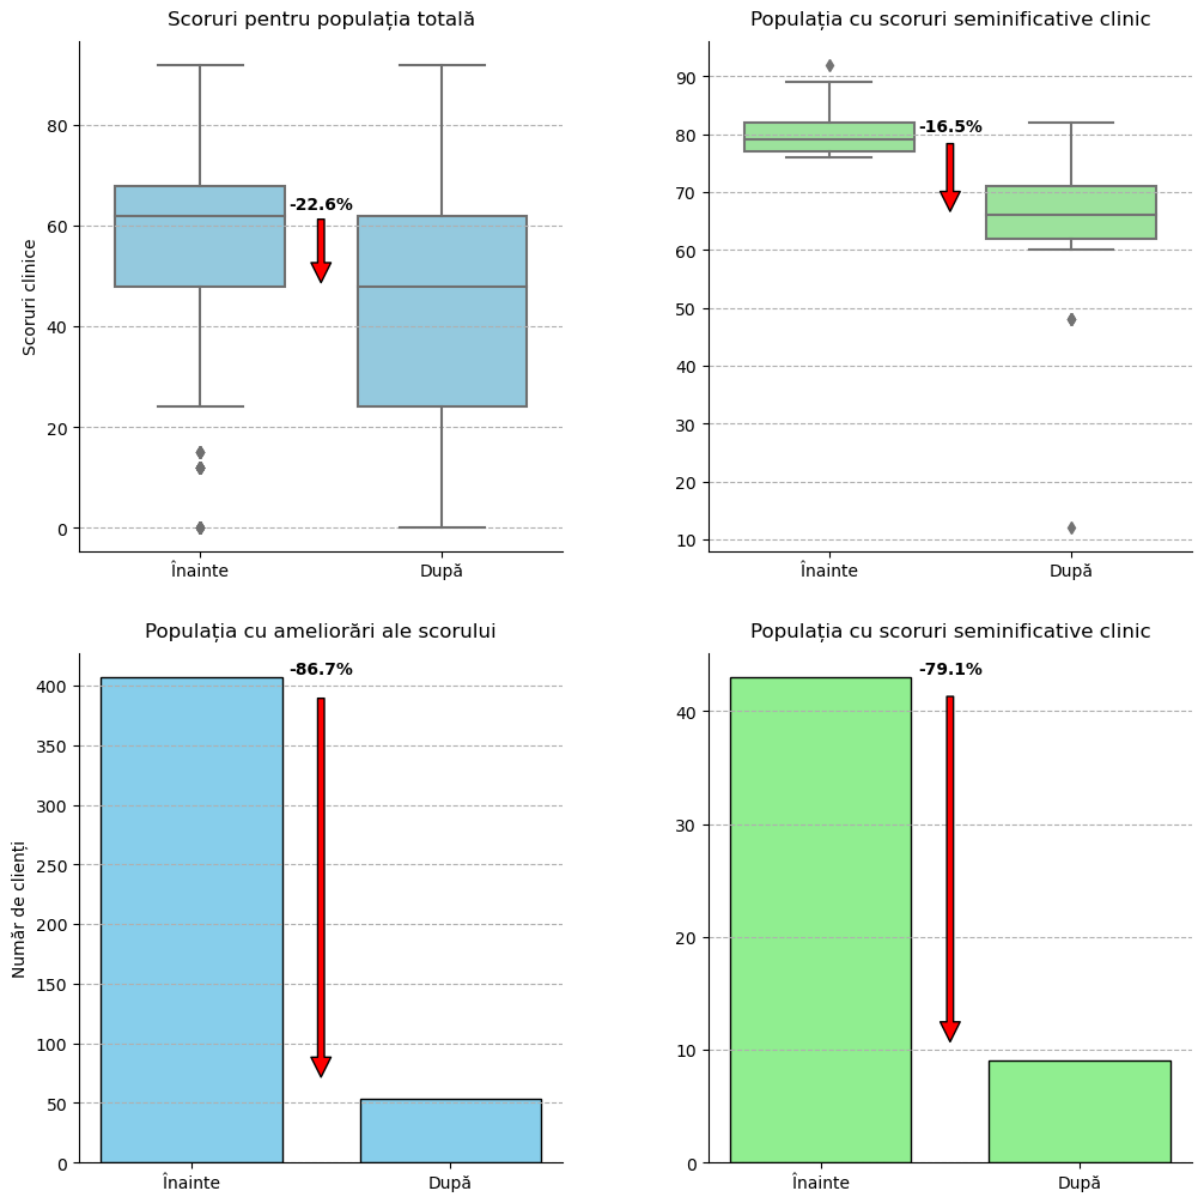 Scoruri pentru populația totală
Populația cu scoruri seminificative clinic
Scoruri clinice
80
60
40
20
0
-22.6%
Înainte
După
90
80
70
60
50
40
30
20
10
-16.5%
Înainte
După
Populația cu ameliorări ale scorului
Populația cu scoruri seminificative clinic
Număr de clienți
400
350
300
250
200
150
100
50
0
-86.7%
Înainte
După
40
30
20
10
0
-79.1%
Înainte
După